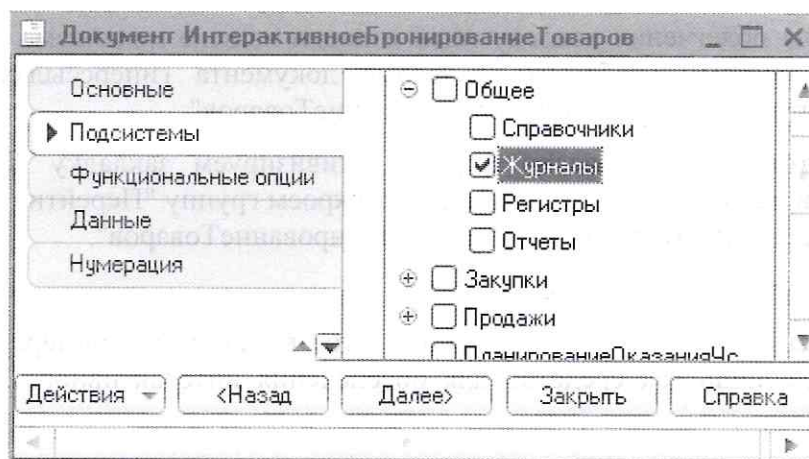 Документ ИнтерактивноеБронированиеТоваров
Основные
Подсистемы
Функциональные опции
Данные
Нумерация
Общее
Справочники
Журналы
Регистры
Отчеты
Закупки
Продажи
ПланированиеОказанияУс
Действия
<Назад
Далее>
Закрыть
Справка